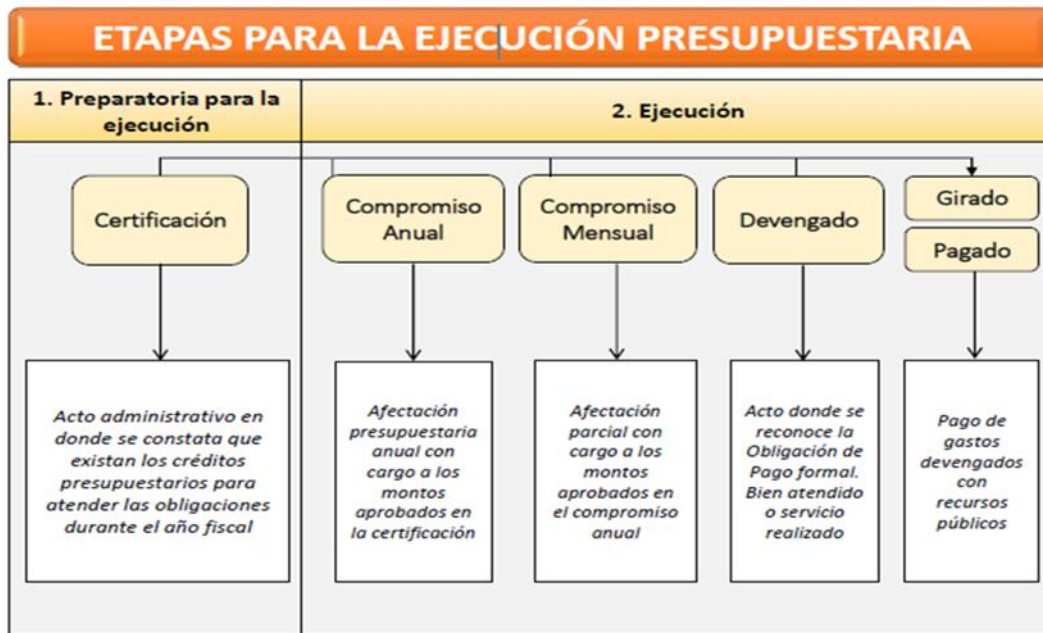 ETAPAS PARA LA EJECUCIÓN PRESUPUESTARIA
1. Preparatoria para la
ejecución
2. Ejecución
Certificación
Compromiso
Anual
Compromiso
Mensual
Devengado
Girado
Pagado
Acto administrativo en
donde se constata que
existan los créditos
presupuestarios para
atender las obligaciones
durante el año fiscal
Afectación
presupuestaria
anual con
cargo a los
montos
aprobados en
la certificación
Afectación
parcial con
cargo a los
montos
aprobados en
el compromiso
anual
Acto donde se
reconoce la
Obligación de
Pago formal.
Bien atendido
o servicio
realizado
Pago de
gastos
devengados
con
recursos
públicos